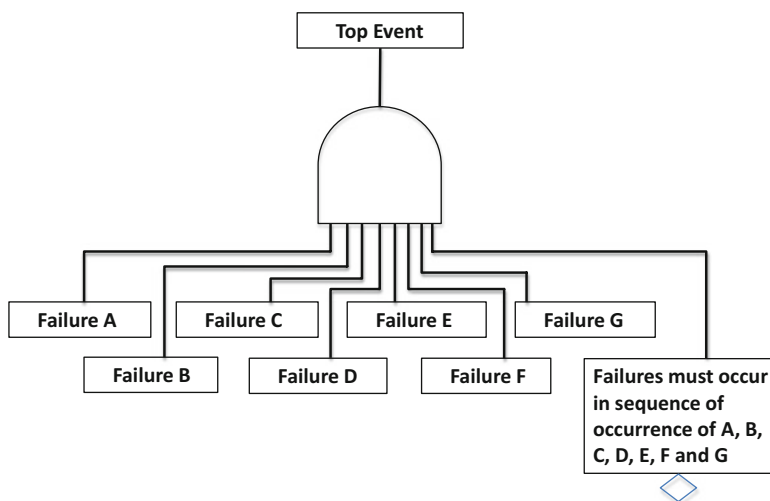 Top Event
Failure A
Failure C
Failure E
Failure G
Failure B
Failure D
Failure F
Failures must occur
in sequence of
occurrence of A, B,
C, D, E, F and G